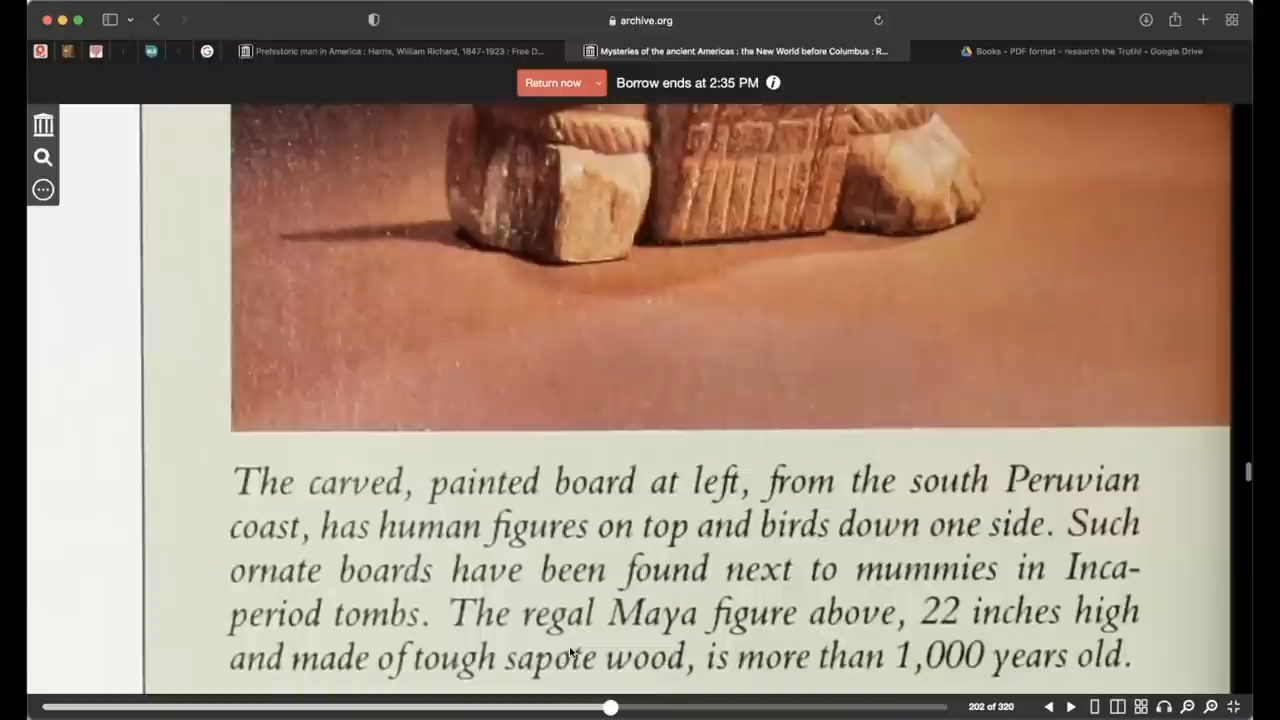 archive.org
Prehistoric man in America : Harris, William Richard, 1847-1923 : Free D...
Mysteries of the ancient Americas : the New World before Columbus : R...
Books - PDF format - research the Truth! - Google Drive
Return now
Borrow ends at 2:35 PM
The carved, painted board at left, from the south Peruvian
coast, has human figures on top and birds down one side. Such
ornate boards have been found next to mummies in Inca-
period tombs. The regal Maya figure above, 22 inches high
and made of tough sapote wood, is more than 1,000 years old.
202 of 320